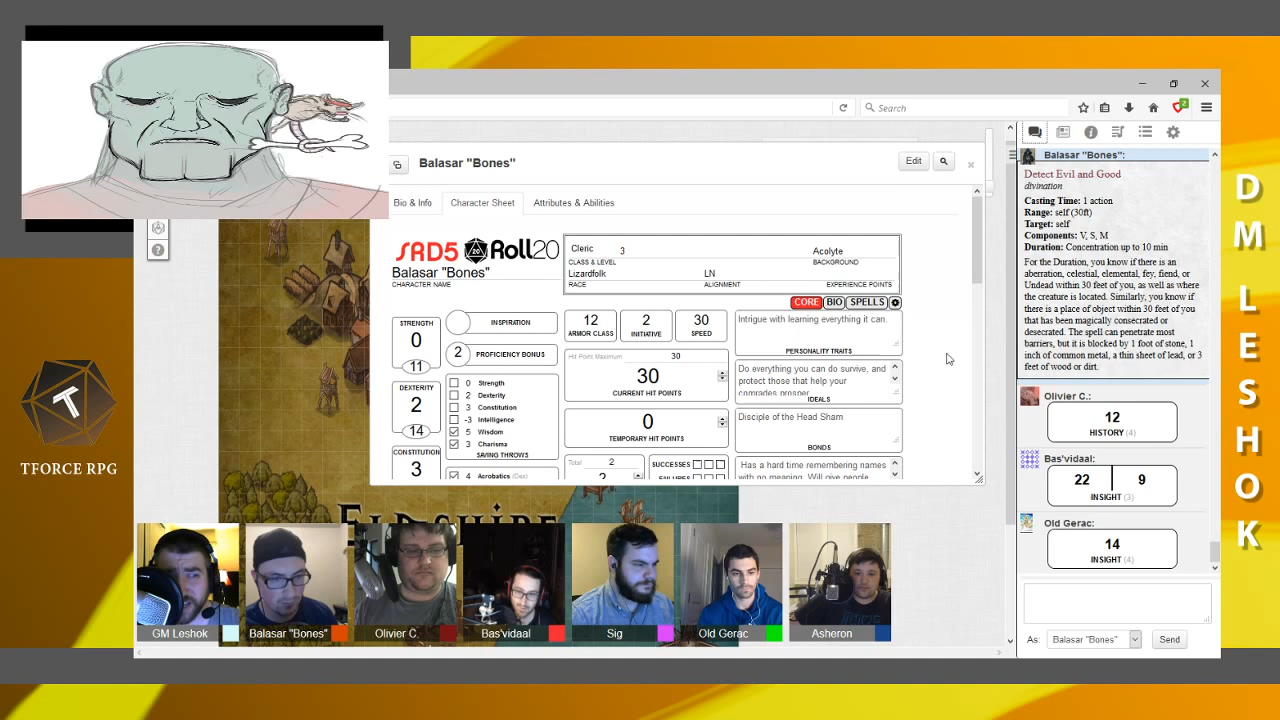 Search
2
Balasar "Bones"
Edit
Bio & Info
Character Sheet
Attributes & Abilities
SRD5 20 Roll20
Balasar "Bones"
CHARACTER NAME
Cleric 3 Acolyte
CLASS & LEVEL BACKGROUND
Lizardfolk LN
RACE ALIGNMENT EXPERIENCE POINTS
CORE BIO SPELLS
STRENGTH
0
11
DEXTERITY
2
14
CONSTITUTION
3
INSPIRATION
2 PROFICIENCY BONUS
0 Strength
2 Dexterity
3 Constitution
-3 Intelligence
5 Wisdom
3 Charisma
SAVING THROWS
4 Acrobatics (Dex)
12
ARMOR CLASS
2
INITIATIVE
30
SPEED
Hit Point Maximum 30
30
CURRENT HIT POINTS
0
TEMPORARY HIT POINTS
Total 2
SUCCESSES
FAILURES
Intrigue with learning everything it can.
PERSONALITY TRAITS
Do everything you can do survive, and
protect those that help your
comrades prosper
IDEALS
Disciple of the Head Sham
BONDS
Has a hard time remembering names
with no meaning. Will give people
Balasar "Bones":
Detect Evil and Good
divination
Casting Time: 1 action
Range: self (30ft)
Target: self
Components: V, S, M
Duration: Concentration up to 10 min
For the Duration, you know if there is an
aberration, celestial, elemental, fey, fiend, or
Undead within 30 feet of you, as well as where
the creature is located. Similarly, you know if
there is a place of object within 30 feet of you
that has been magically consecrated or
desecrated. The spell can penetrate most
barriers, but it is blocked by 1 foot of stone, 1
inch of common metal, a thin sheet of lead, or 3
feet of wood or dirt.
Olivier C.:
12
HISTORY (4)
Bas'vidaal:
22 9
INSIGHT (3)
Old Gerac:
14
INSIGHT (4)
As: Balasar "Bones"
Send
GM Leshok
Balasar "Bones"
Olivier C.
Bas'vidaal
Sig
Old Gerac
Asheron
T
TFORCE RPG
DM LESHOK